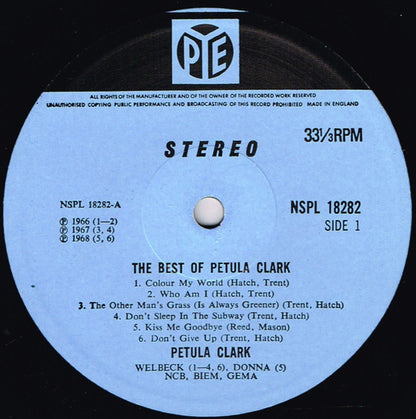 PYE
ALL RIGHTS OF THE MANUFACTURER AND OF THE OWNER OF THE RECORDED WORK RESERVED
UNAUTHORISED COPYING PUBLIC PERFORMANCE AND BROADCASTING OF THIS RECORD PROHIBITED MADE IN ENGLAND
STEREO
33⅓RPM
NSPL 18282-A
Ⓟ 1966 (1—2)
Ⓟ 1967 (3, 4)
Ⓟ 1968 (5, 6)
NSPL 18282
SIDE 1
THE BEST OF PETULA CLARK
1. Colour My World (Hatch, Trent)
2. Who Am I (Hatch, Trent)
3. The Other Man's Grass (Is Always Greener) (Trent, Hatch)
4. Don't Sleep In The Subway (Trent, Hatch)
5. Kiss Me Goodbye (Reed, Mason)
6. Don't Give Up (Trent, Hatch)
PETULA CLARK
WELBECK (1—4, 6), DONNA (5)
NCB, BIEM, GEMA